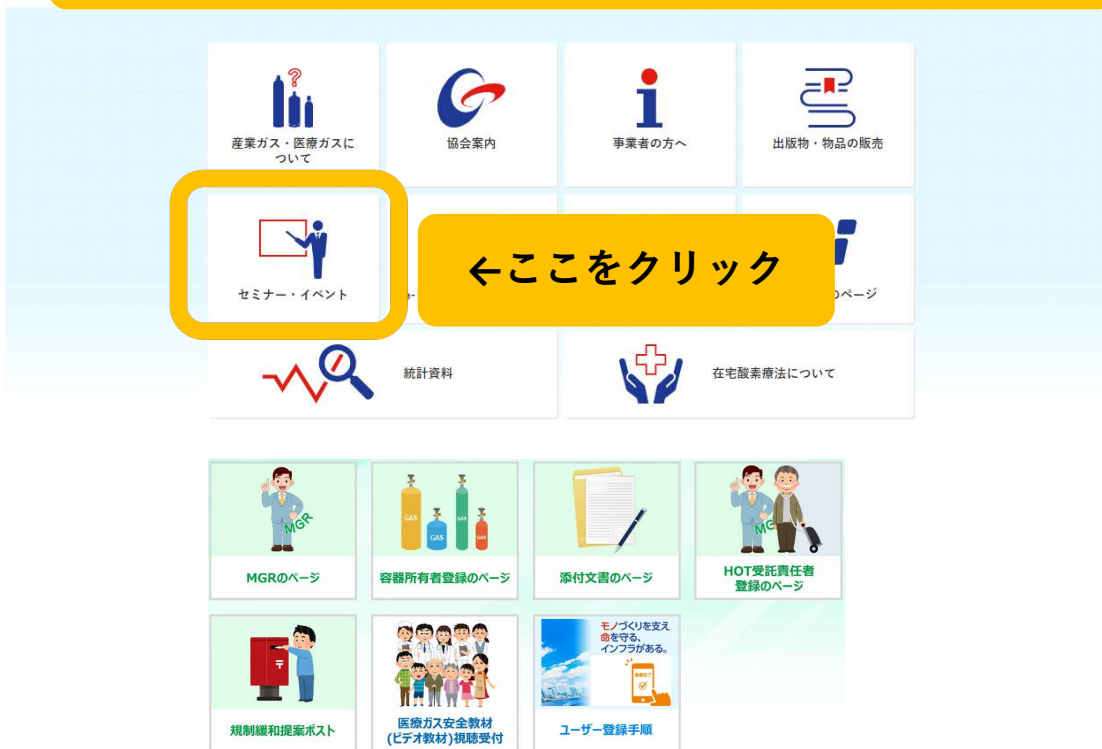 ?
産業ガス・医療ガスに
ついて
協会案内
事業者の方へ
出版物・物品の販売
←ここをクリック
セミナー・イベント
のページ
統計資料
在宅酸素療法について
MGR
GAS
GAS
GAS
GAS
MGRのページ
容器所有者登録のページ
添付文書のページ
HOT受託責任者
登録のページ
モノづくりを支え
命を守る、
インフラがある。
〒
規制緩和提案ポスト
医療ガス安全教材
(ビデオ教材)視聴受付
ユーザー登録手順